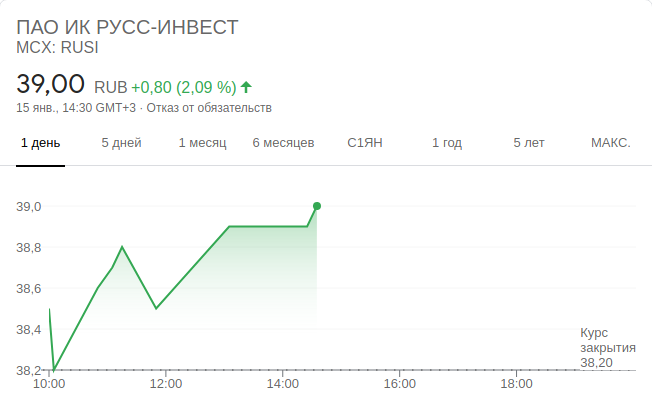 ПАО ИК РУСС-ИНВЕСТ
MCX: RUSI
39,00 RUB +0,80 (2,09 %)
15 янв., 14:30 GMT+3 · Отказ от обязательств
1 день 5 дней 1 месяц 6 месяцев С1ЯН 1 год 5 лет МАКС.
39,0
38,8
38,6
38,4
Курс
закрытия
38,20
38,2
10:00 12:00 14:00 16:00 18:00